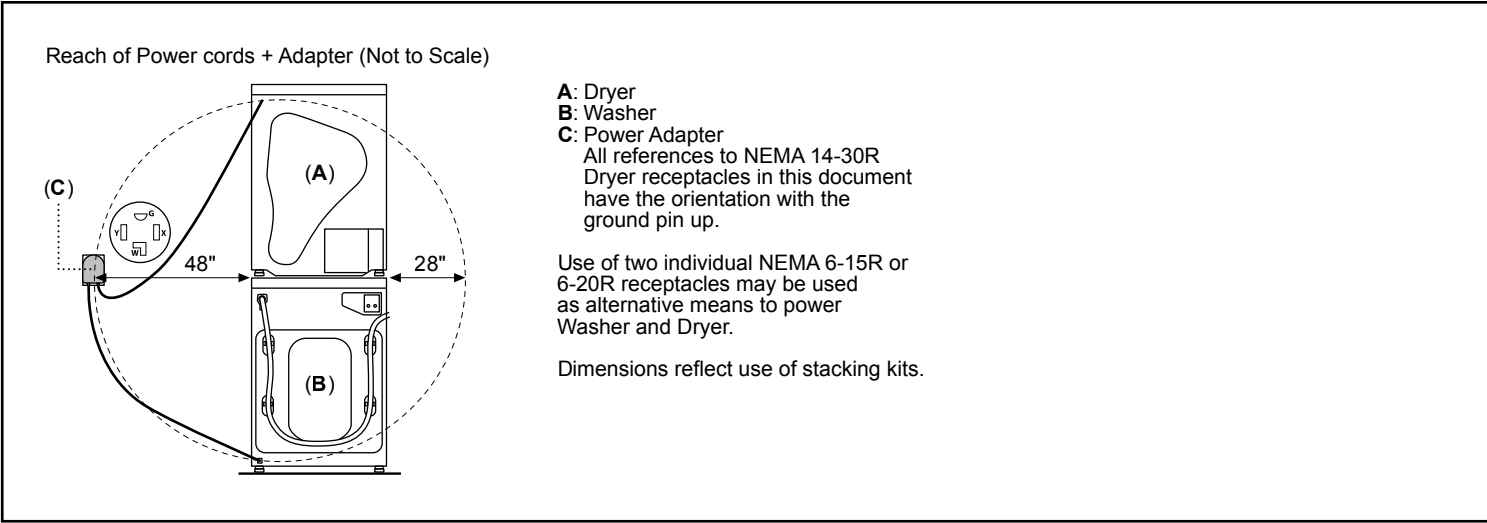 Reach of Power cords + Adapter (Not to Scale)
(A)
(C)
G
Y
X
W
48"
28"
(B)
A: Dryer
B: Washer
C: Power Adapter
All references to NEMA 14-30R
Dryer receptacles in this document
have the orientation with the
ground pin up.
Use of two individual NEMA 6-15R or
6-20R receptacles may be used
as alternative means to power
Washer and Dryer.
Dimensions reflect use of stacking kits.